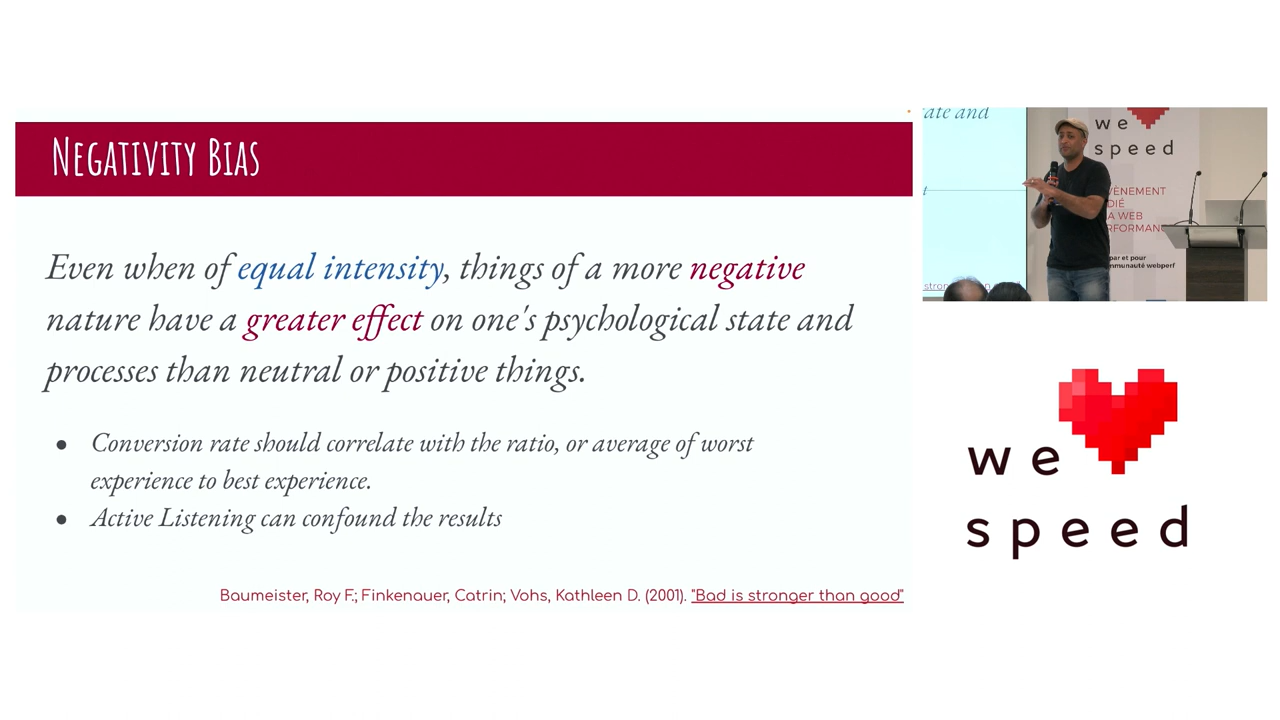 Negativity Bias
Even when of equal intensity, things of a more negative
nature have a greater effect on one's psychological state and
processes than neutral or positive things.
● Conversion rate should correlate with the ratio, or average of worst
experience to best experience.
● Active Listening can confound the results
Baumeister, Roy F.; Finkenauer, Catrin; Vohs, Kathleen D. (2001). "Bad is stronger than good"
ate and
we
speed
VÈNEMENT
DIÉ
A WEB
RFORMAN
par et pour
mmunauté webperf
we
speed